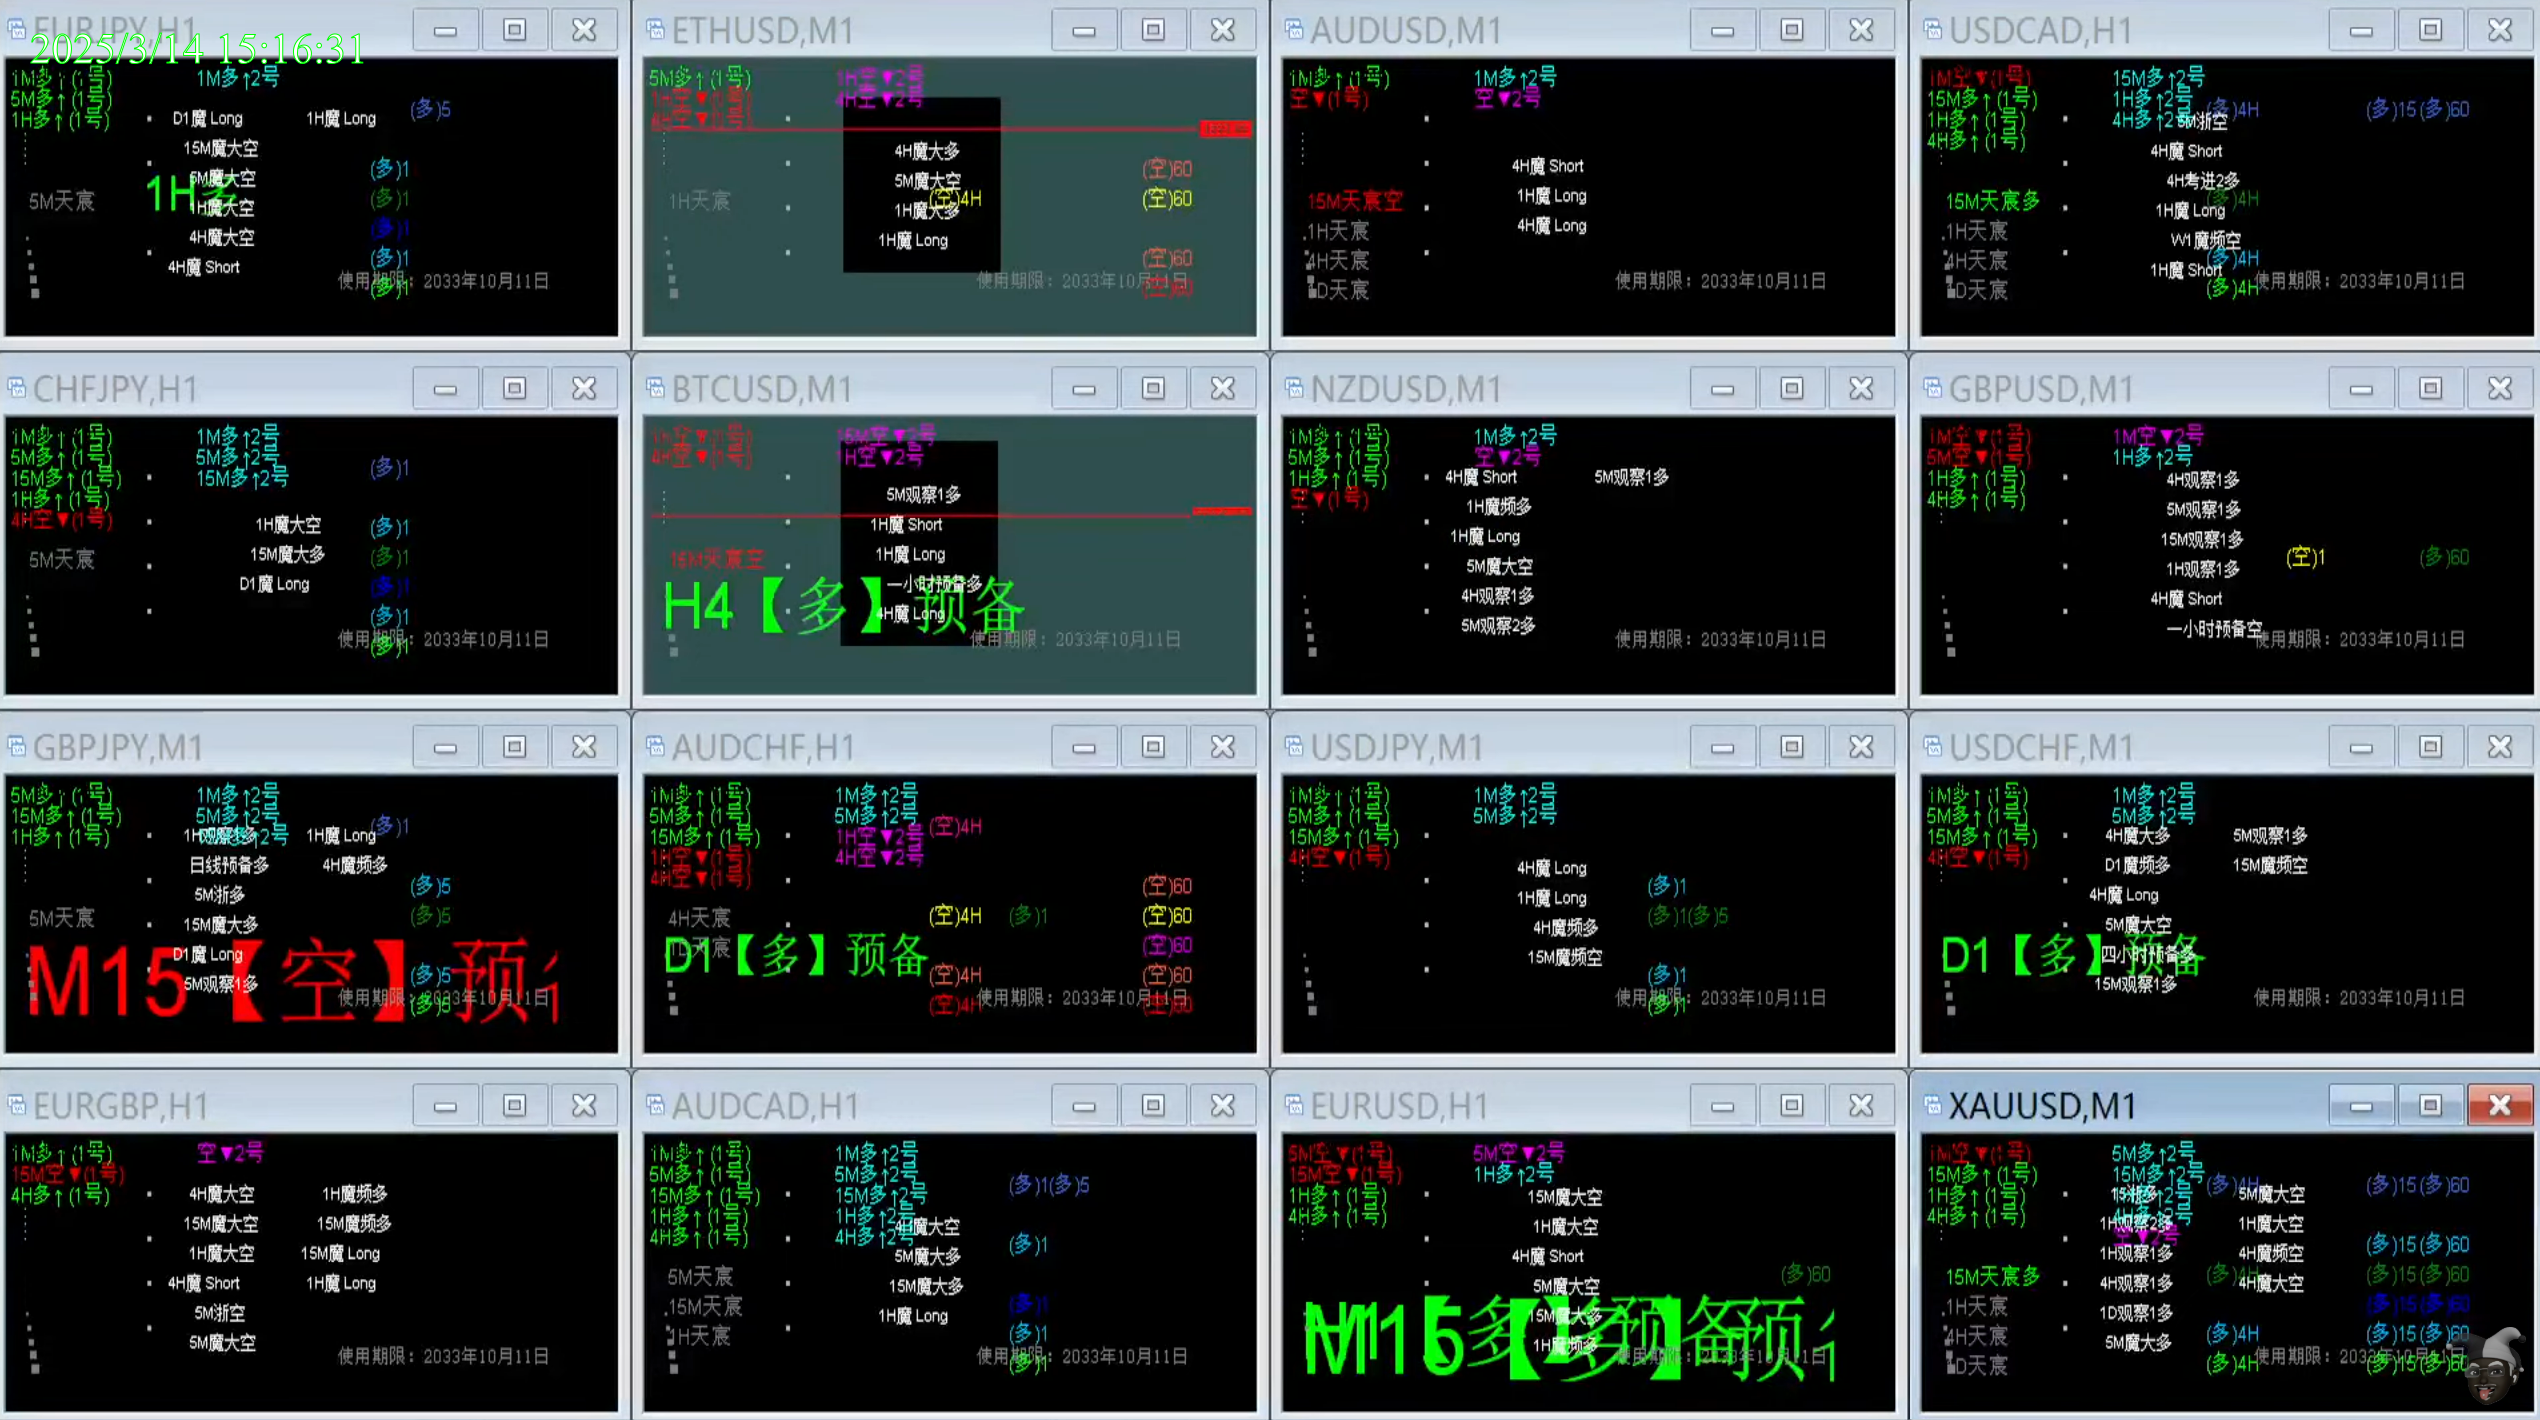 EURJPY,H1
2025/3/14 15:16:31
1M多↑(1号)
5M多↑(1号)
1H多↑(1号)
1M多↑2号
D1魔 Long
1H魔 Long
(多)5
15M魔大空
5M魔大空
(多)1
5M天宸
1H多
1H魔大空
(多)1
4H魔大空
(多)1
4H魔 Short
(多)1
使用期限: 2033年10月11日
(多)1
ETHUSD,M1
5M多↑(1号)
1H空▼(1号)
4H空▼(1号)
1H空▼2号
4H空▼2号
4H魔大多
5M魔大空
(空)60
1H天宸
(空)4H
(空)60
1H魔大多
1H魔 Long
(空)60
使用期限: 2033年10月11日
(空)60
AUDUSD,M1
1M多↑(1号)
空▼(1号)
1M多↑2号
空▼2号
4H魔 Short
15M天宸空
1H魔 Long
1H天宸
4H魔 Long
4H天宸
D天宸
使用期限: 2033年10月11日
USDCAD,H1
1M空▼(1号)
15M多↑(1号)
1H多↑(1号)
4H多↑(1号)
15M多↑2号
1H多↑2号
4H多↑2号
(多)4H
(多)15(多)60
5M浙空
4H魔 Short
4H考进2多
15M天宸多
(多)4H
1H魔 Long
1H天宸
W1魔频空
4H天宸
(多)4H
1H魔 Short
D天宸
(多)4H
使用期限: 2033年10月11日
CHFJPY,H1
1M多↑(1号)
5M多↑(1号)
15M多↑(1号)
1H多↑(1号)
4H空▼(1号)
1M多↑2号
5M多↑2号
15M多↑2号
(多)1
1H魔大空
(多)1
5M天宸
15M魔大多
(多)1
D1魔 Long
(多)1
(多)1
使用期限: 2033年10月11日
(多)1
BTCUSD,M1
1H空▼(1号)
4H空▼(1号)
15M空▼2号
1H空▼2号
5M观察1多
1H魔 Short
15M天宸空
1H魔 Long
一小时预备多
H4【多】预备
4H魔 Long
使用期限: 2033年10月11日
NZDUSD,M1
1M多↑(1号)
5M多↑(1号)
1H多↑(1号)
空▼(1号)
1M多↑2号
空▼2号
4H魔 Short
5M观察1多
1H魔频多
1H魔 Long
5M魔大空
4H观察1多
5M观察2多
使用期限: 2033年10月11日
GBPUSD,M1
1M空▼(1号)
5M空▼(1号)
1H多↑(1号)
4H多↑(1号)
1M空▼2号
1H多↑2号
4H观察1多
5M观察1多
15M观察1多
(空)1
(多)60
1H观察1多
4H魔 Short
一小时预备空
使用期限: 2033年10月11日
GBPJPY,M1
5M多↑(1号)
15M多↑(1号)
1H多↑(1号)
1M多↑2号
5M多↑2号
(多)1
1H魔 Long
日线预备多
4H魔频多
5M浙多
(多)5
5M天宸
15M魔大多
(多)5
D1魔 Long
M15【空】预
5M观察1多
(多)5
使用期限: 2033年10月11日
(多)5
AUDCHF,H1
1M多↑(1号)
5M多↑(1号)
15M多↑(1号)
1H空▼(1号)
4H空▼(1号)
1M多↑2号
5M多↑2号
1H空▼2号
4H空▼2号
(空)4H
(空)60
4H天宸
(空)4H
(多)1
(空)60
D1【多】预备
(空)60
(空)4H
(空)60
(空)4H
使用期限: 2033年10月11日
(空)60
USDJPY,M1
1M多↑(1号)
5M多↑(1号)
15M多↑(1号)
4H空▼(1号)
1M多↑2号
5M多↑2号
4H魔 Long
(多)1
1H魔 Long
(多)1(多)5
4H魔频多
15M魔频空
(多)1
使用期限: 2033年10月11日
(多)1
USDCHF,M1
1M多↑(1号)
5M多↑(1号)
15M多↑(1号)
4H空▼(1号)
1M多↑2号
5M多↑2号
4H魔大多
5M观察1多
D1魔频多
15M魔频空
4H魔 Long
5M魔大空
D1【多】预备
四小时预备多
15M观察1多
使用期限: 2033年10月11日
EURGBP,H1
1M多↑(1号)
15M空▼(1号)
4H多↑(1号)
空▼2号
4H魔大空
1H魔频多
15M魔大空
15M魔频多
1H魔大空
15M魔 Long
4H魔 Short
1H魔 Long
5M浙空
5M魔大空
使用期限: 2033年10月11日
AUDCAD,H1
1M多↑(1号)
5M多↑(1号)
15M多↑(1号)
1H多↑(1号)
4H多↑(1号)
1M多↑2号
5M多↑2号
15M多↑2号
1H多↑2号
4H多↑2号
(多)1(多)5
4H魔大空
(多)1
5M魔大多
5M天宸
15M魔大多
15M天宸
(多)1
1H魔 Long
1H天宸
(多)1
使用期限: 2033年10月11日
(多)1
EURUSD,H1
5M空▼(1号)
15M空▼(1号)
1H多↑(1号)
4H多↑(1号)
5M空▼2号
1H多↑2号
15M魔大空
1H魔大空
4H魔 Short
(多)60
5M魔大空
15M魔大多
M15【多】预
1H魔频多
使用期限: 2033年10月11日
XAUUSD,M1
1M空▼(1号)
15M多↑(1号)
1H多↑(1号)
4H多↑(1号)
5M多↑2号
15M多↑2号
1H多↑2号
4H多↑2号
空▼2号
(多)4H
(多)15(多)60
5M魔大空
1H观察2多
1H魔大空
1H观察1多
4H魔频空
(多)15(多)60
15M天宸多
4H观察1多
(多)4H
4H魔大空
(多)15(多)60
1H天宸
1D观察1多
(多)15(多)60
4H天宸
5M魔大多
(多)4H
(多)15(多)60
D天宸
(多)4H
使用期限: 2033年10月11日
(多)15(多)60